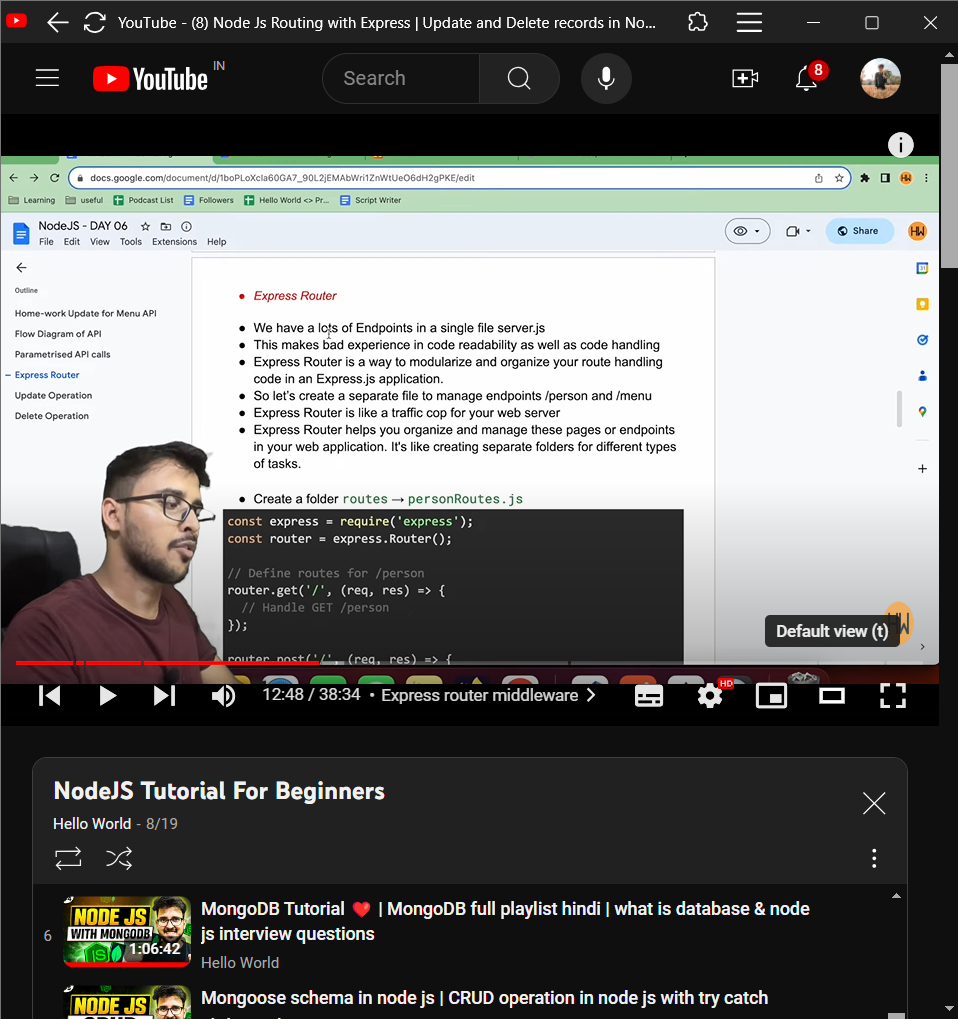 YouTube - (8) Node Js Routing with Express | Update and Delete records in No...
YouTube IN
Search
8
docs.google.com/document/d/1boPLoXcla60GA7_90L2jEMAbWri1ZnWtUeO6dH2gPKE/edit
Learning useful Podcast List Followers Hello World <> Pr... Script Writer
NodeJS - DAY 06
File Edit View Tools Extensions Help
Share
HW
Outline
Home-work Update for Menu API
Flow Diagram of API
Parametrised API calls
Express Router
Update Operation
Delete Operation
• Express Router
• We have a lots of Endpoints in a single file server.js
• This makes bad experience in code readability as well as code handling
• Express Router is a way to modularize and organize your route handling
code in an Express.js application.
• So let's create a separate file to manage endpoints /person and /menu
• Express Router is like a traffic cop for your web server
• Express Router helps you organize and manage these pages or endpoints
in your web application. It's like creating separate folders for different types
of tasks.
• Create a folder routes → personRoutes.js
const express = require('express');
const router = express.Router();
// Define routes for /person
router.get('/', (req, res) => {
// Handle GET /person
});
router.post('/', (req, res) => {
Default view (t)
12:48 / 38:34 • Express router middleware
HD
NodeJS Tutorial For Beginners
Hello World - 8/19
6
NODE JS
WITH MONGODB
1:06:42
MongoDB Tutorial ❤️ | MongoDB full playlist hindi | what is database & node
js interview questions
Hello World
NODE JS
Mongoose schema in node js | CRUD operation in node js with try catch